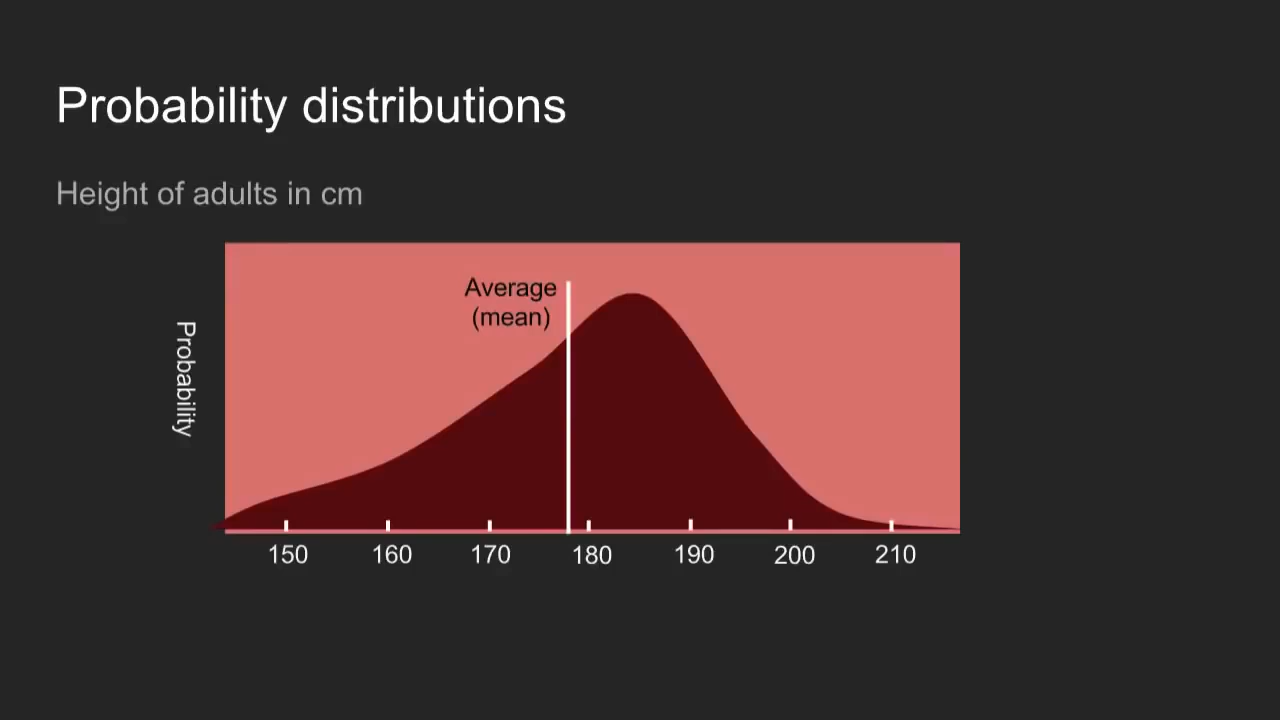 Probability distributions
Height of adults in cm
Average
(mean)
Probability
150 160 170 180 190 200 210